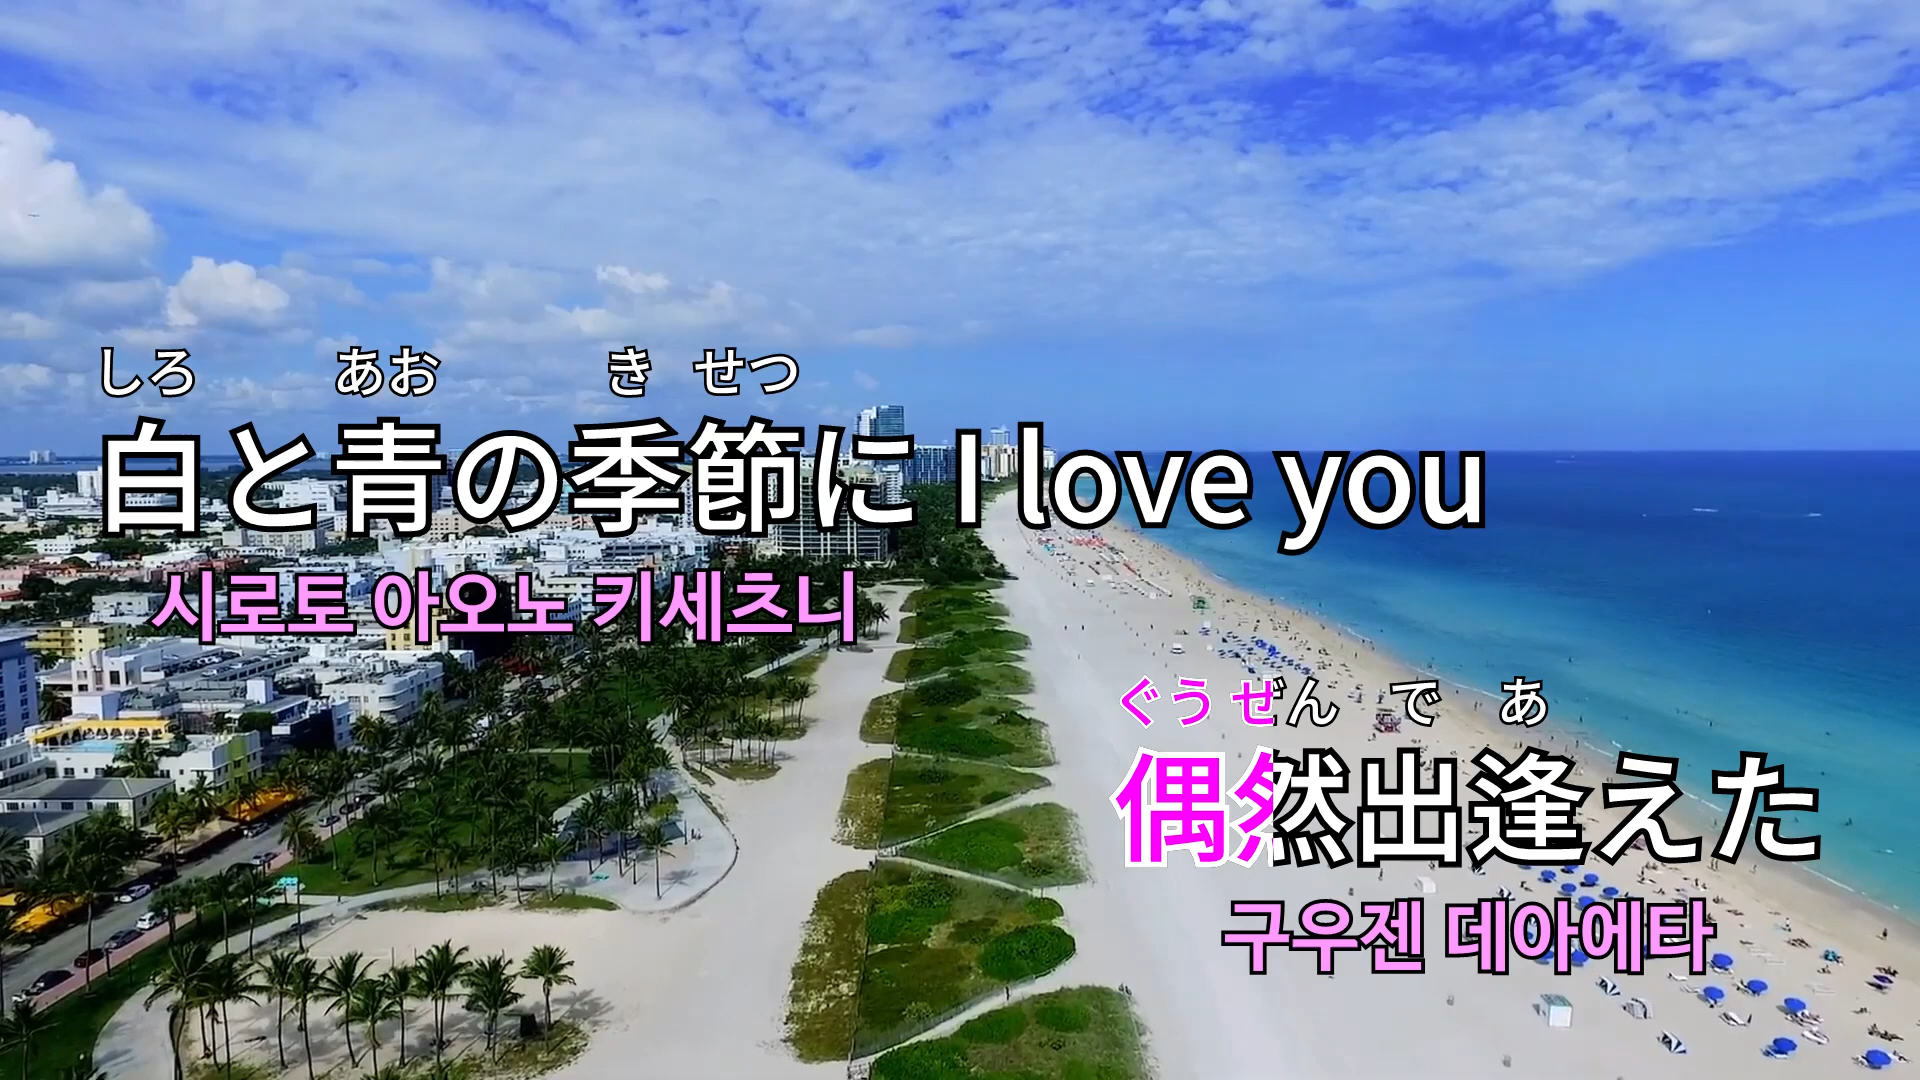 しろ あお き せつ
白と青の季節に I love you
시로토 아오노 키세츠니
ぐう ぜん で あ
偶然出逢えた
구우젠 데아에타